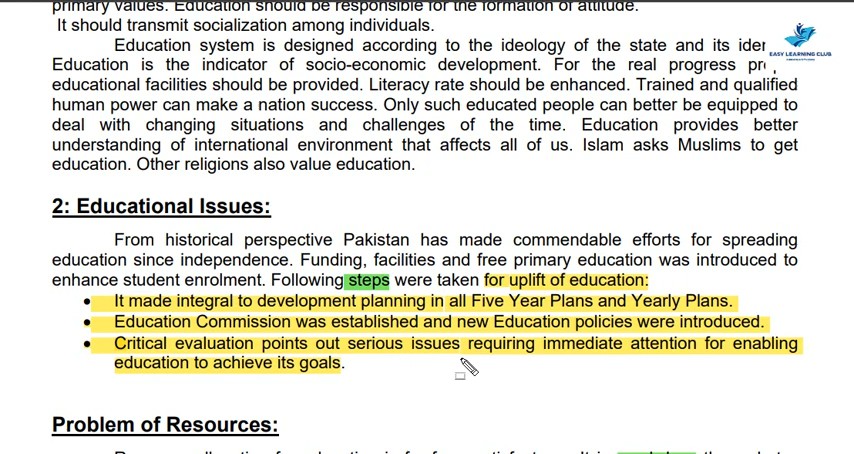 primary values. Education should be responsible for the formation of attitude.
It should transmit socialization among individuals.
Education system is designed according to the ideology of the state and its
Education is the indicator of socio-economic development. For the real progress
educational facilities should be provided. Literacy rate should be enhanced. Trained and qualified
human power can make a nation success. Only such educated people can better be equipped to
deal with changing situations and challenges of the time. Education provides better
understanding of international environment that affects all of us. Islam asks Muslims to get
education. Other religions also value education.
EASY LEARNING CLUB
2: Educational Issues:
From historical perspective Pakistan has made commendable efforts for spreading
education since independence. Funding, facilities and free primary education was introduced to
enhance student enrolment. Following steps were taken for uplift of education:
• It made integral to development planning in all Five Year Plans and Yearly Plans.
• Education Commission was established and new Education policies were introduced.
• Critical evaluation points out serious issues requiring immediate attention for enabling
education to achieve its goals.
Problem of Resources: